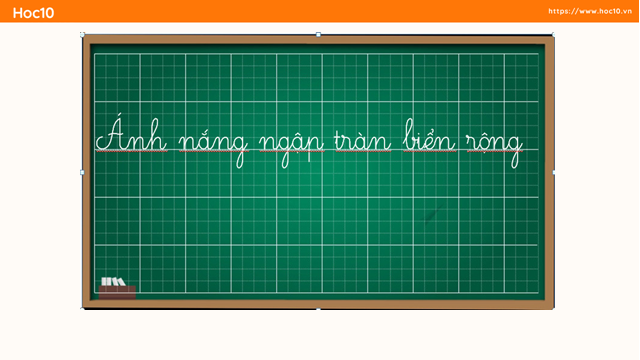 Hoc10
https://www.hoc10.vn
Ánh nắng ngập tràn biển rộng